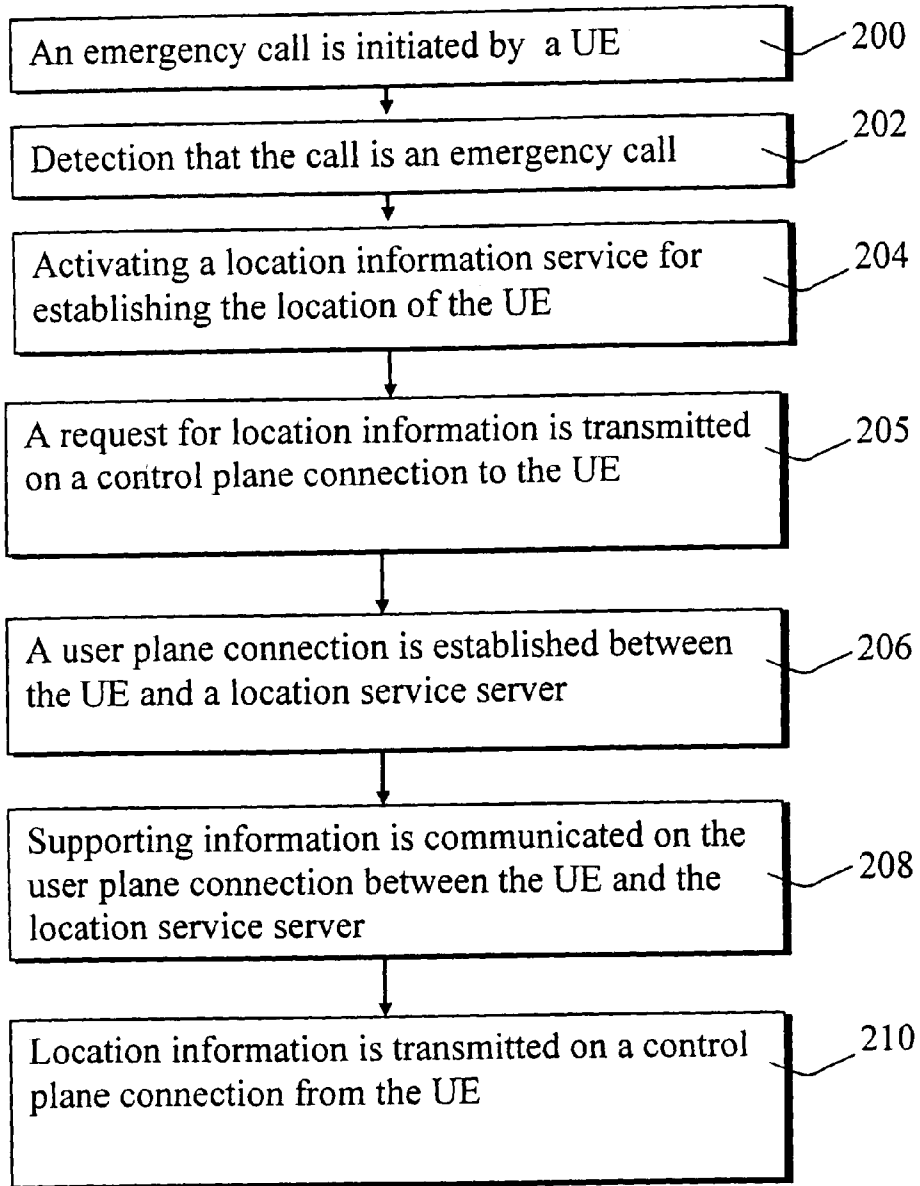 An emergency call is initiated by a UE
200
Detection that the call is an emergency call
202
Activating a location information service for
establishing the location of the UE
204
A request for location information is transmitted
on a control plane connection to the UE
205
A user plane connection is established between
the UE and a location service server
206
Supporting information is communicated on the
user plane connection between the UE and the
location service server
208
Location information is transmitted on a control
plane connection from the UE
210